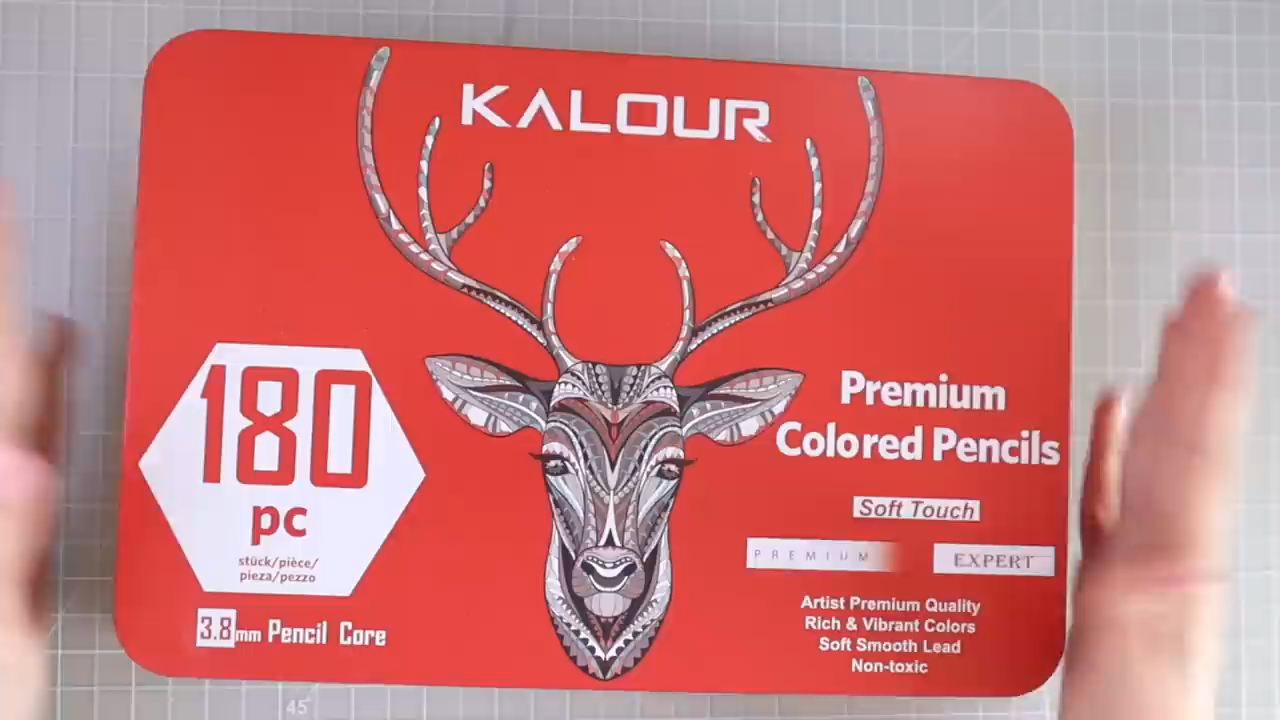 KALOUR
180
pc
stück/pièce/
pieza/pezzo
3.8mm Pencil Core
Premium
Colored Pencils
Soft Touch
PREMIUM
EXPERT
Artist Premium Quality
Rich & Vibrant Colors
Soft Smooth Lead
Non-toxic
45°